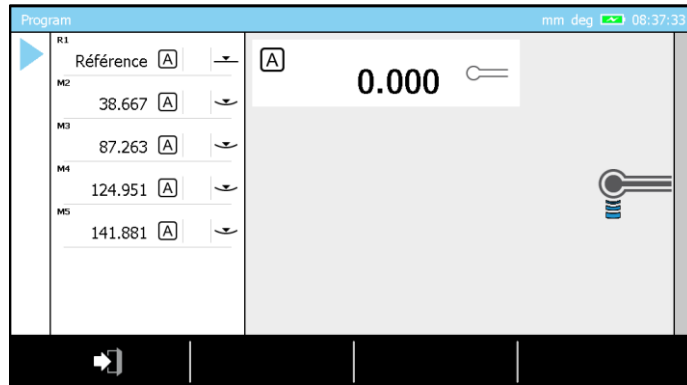 Program mm deg 08:37:33
R1
Référence A
M2
38.667 A
M3
87.263 A
M4
124.951 A
M5
141.881 A
A
0.000